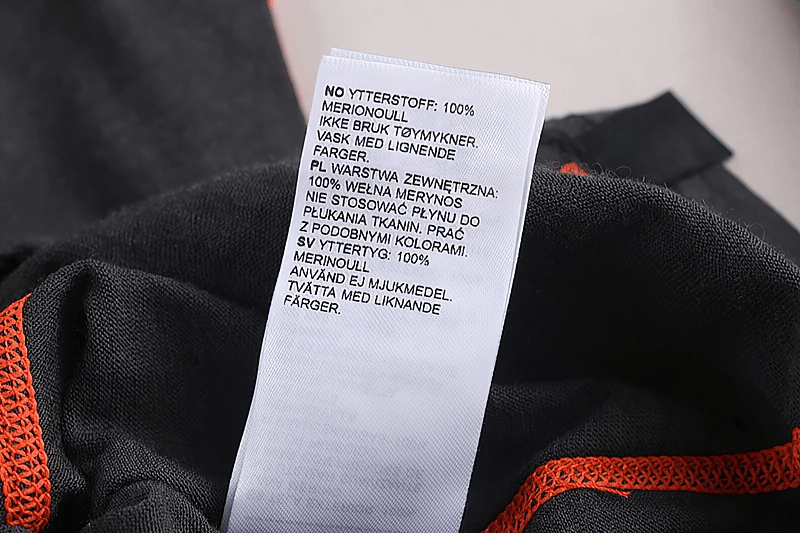 NO YTTERSTOFF: 100%
MERIONOULL
IKKE BRUK TØYMYKNER.
VASK MED LIGNENDE
FARGER.
PL WARSTWA ZEWNĘTRZNA:
100% WEŁNA MERYNOS
NIE STOSOWAĆ PŁYNU DO
PŁUKANIA TKANIN. PRAĆ
Z PODOBNYMI KOLORAMI.
SV YTTERTYG: 100%
MERINOULL
ANVÄND EJ MJUKMEDEL.
TVÄTTA MED LIKNANDE
FÄRGER.